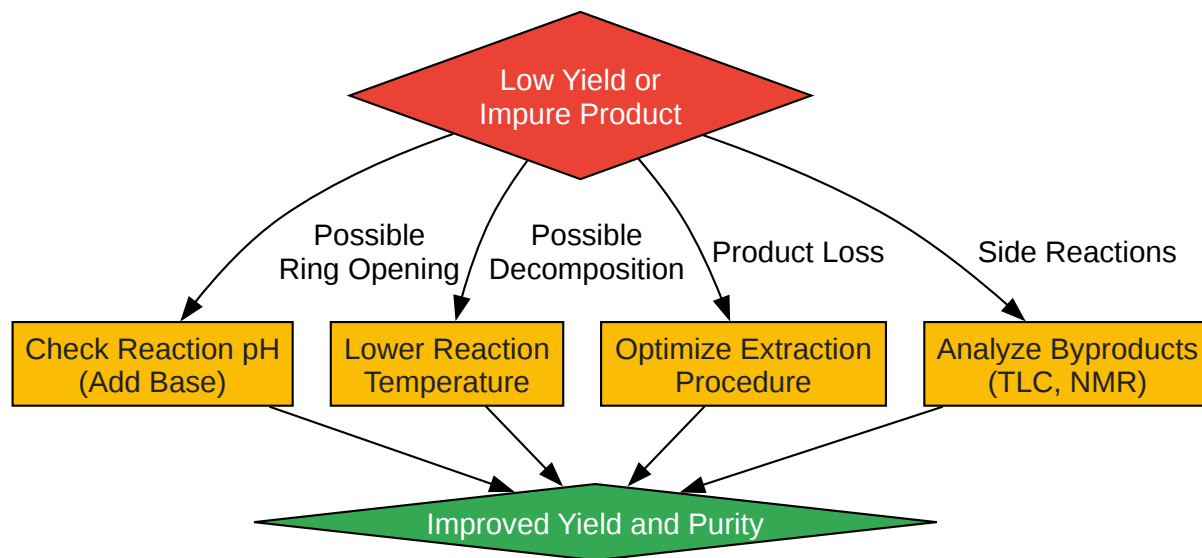 Low Yield or
Impure Product
Possible
Ring Opening
Possible
Decomposition
Product Loss
Side Reactions
Check Reaction pH
(Add Base)
Lower Reaction
Temperature
Optimize Extraction
Procedure
Analyze Byproducts
(TLC, NMR)
Improved Yield and Purity